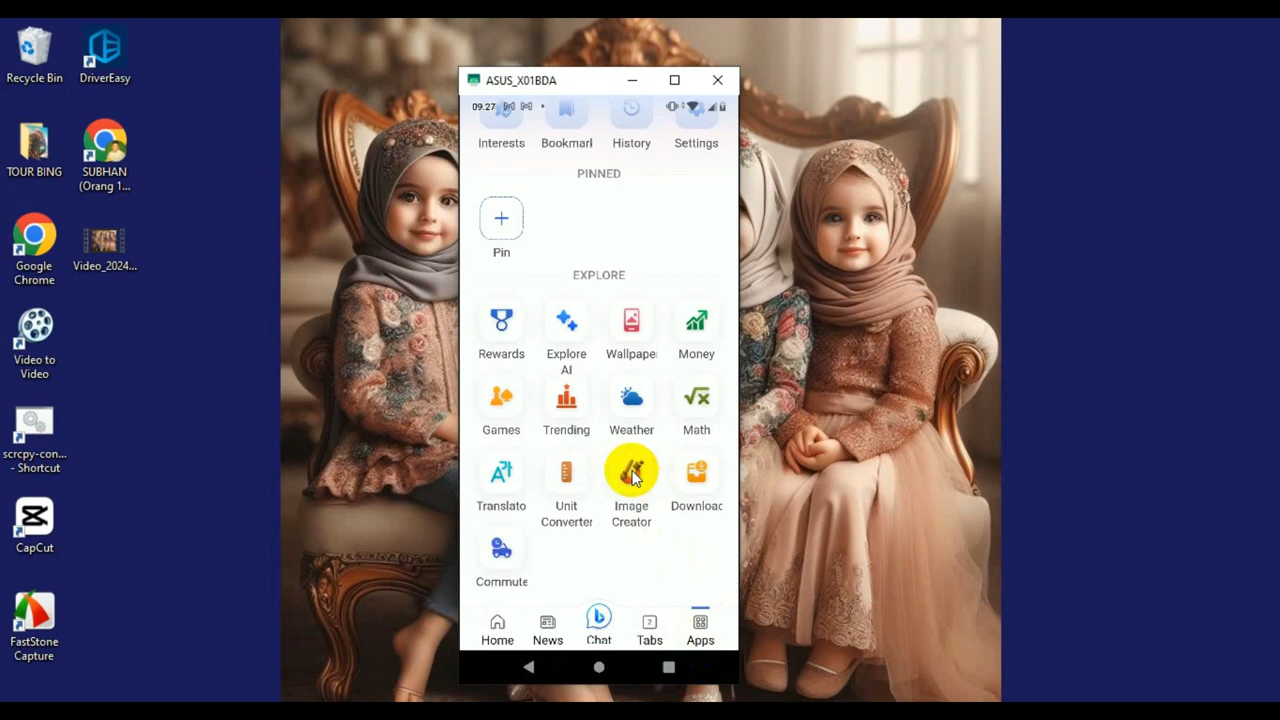 Recycle Bin
DriverEasy
TOUR BING
SUBHAN
(Orang 1...
Google
Chrome
Video_2024...
Video to
Video
scrcpy-con...
- Shortcut
CapCut
FastStone
Capture
ASUS_X01BDA
09.27
Interests
Bookmarl
History
Settings
PINNED
Pin
EXPLORE
Rewards
Explore
AI
Wallpape
Money
Games
Trending
Weather
Math
Translato
Unit
Converter
Image
Creator
Downloac
Commute
Home
News
Chat
Tabs
Apps